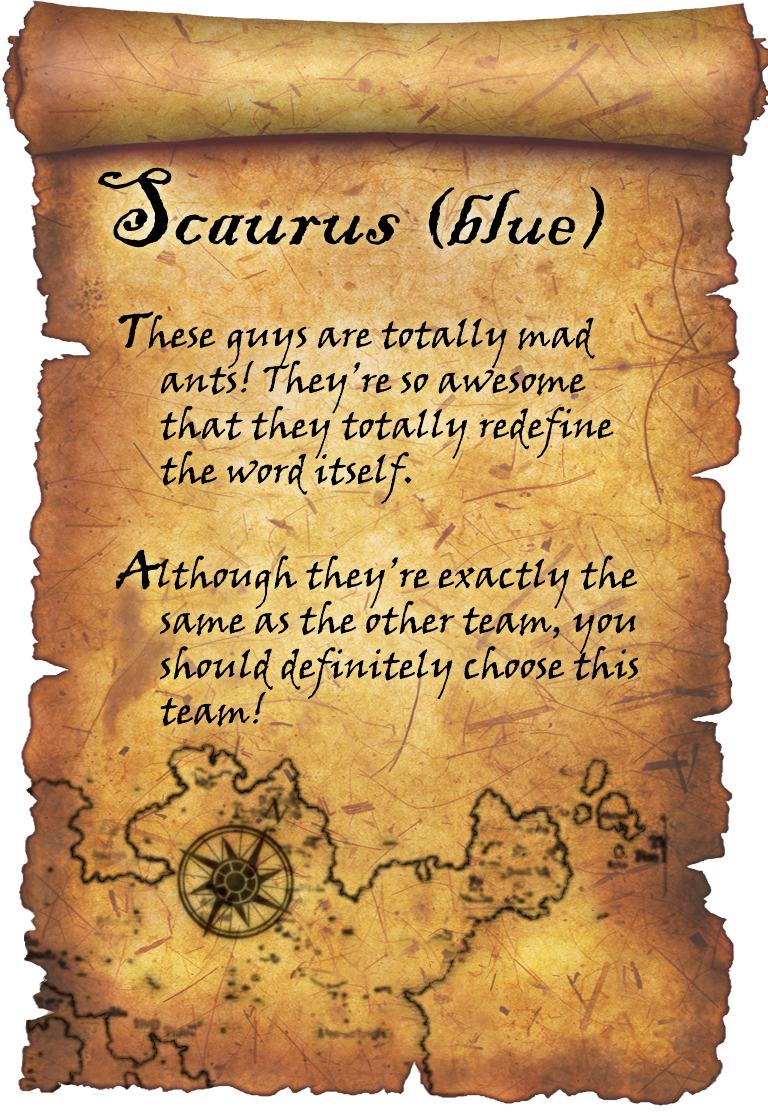 Scaurus (blue)
These guys are totally mad
ants! They're so awesome
that they totally redefine
the word itself.
Although they're exactly the
same as the other team, you
should definitely choose this
team!
N